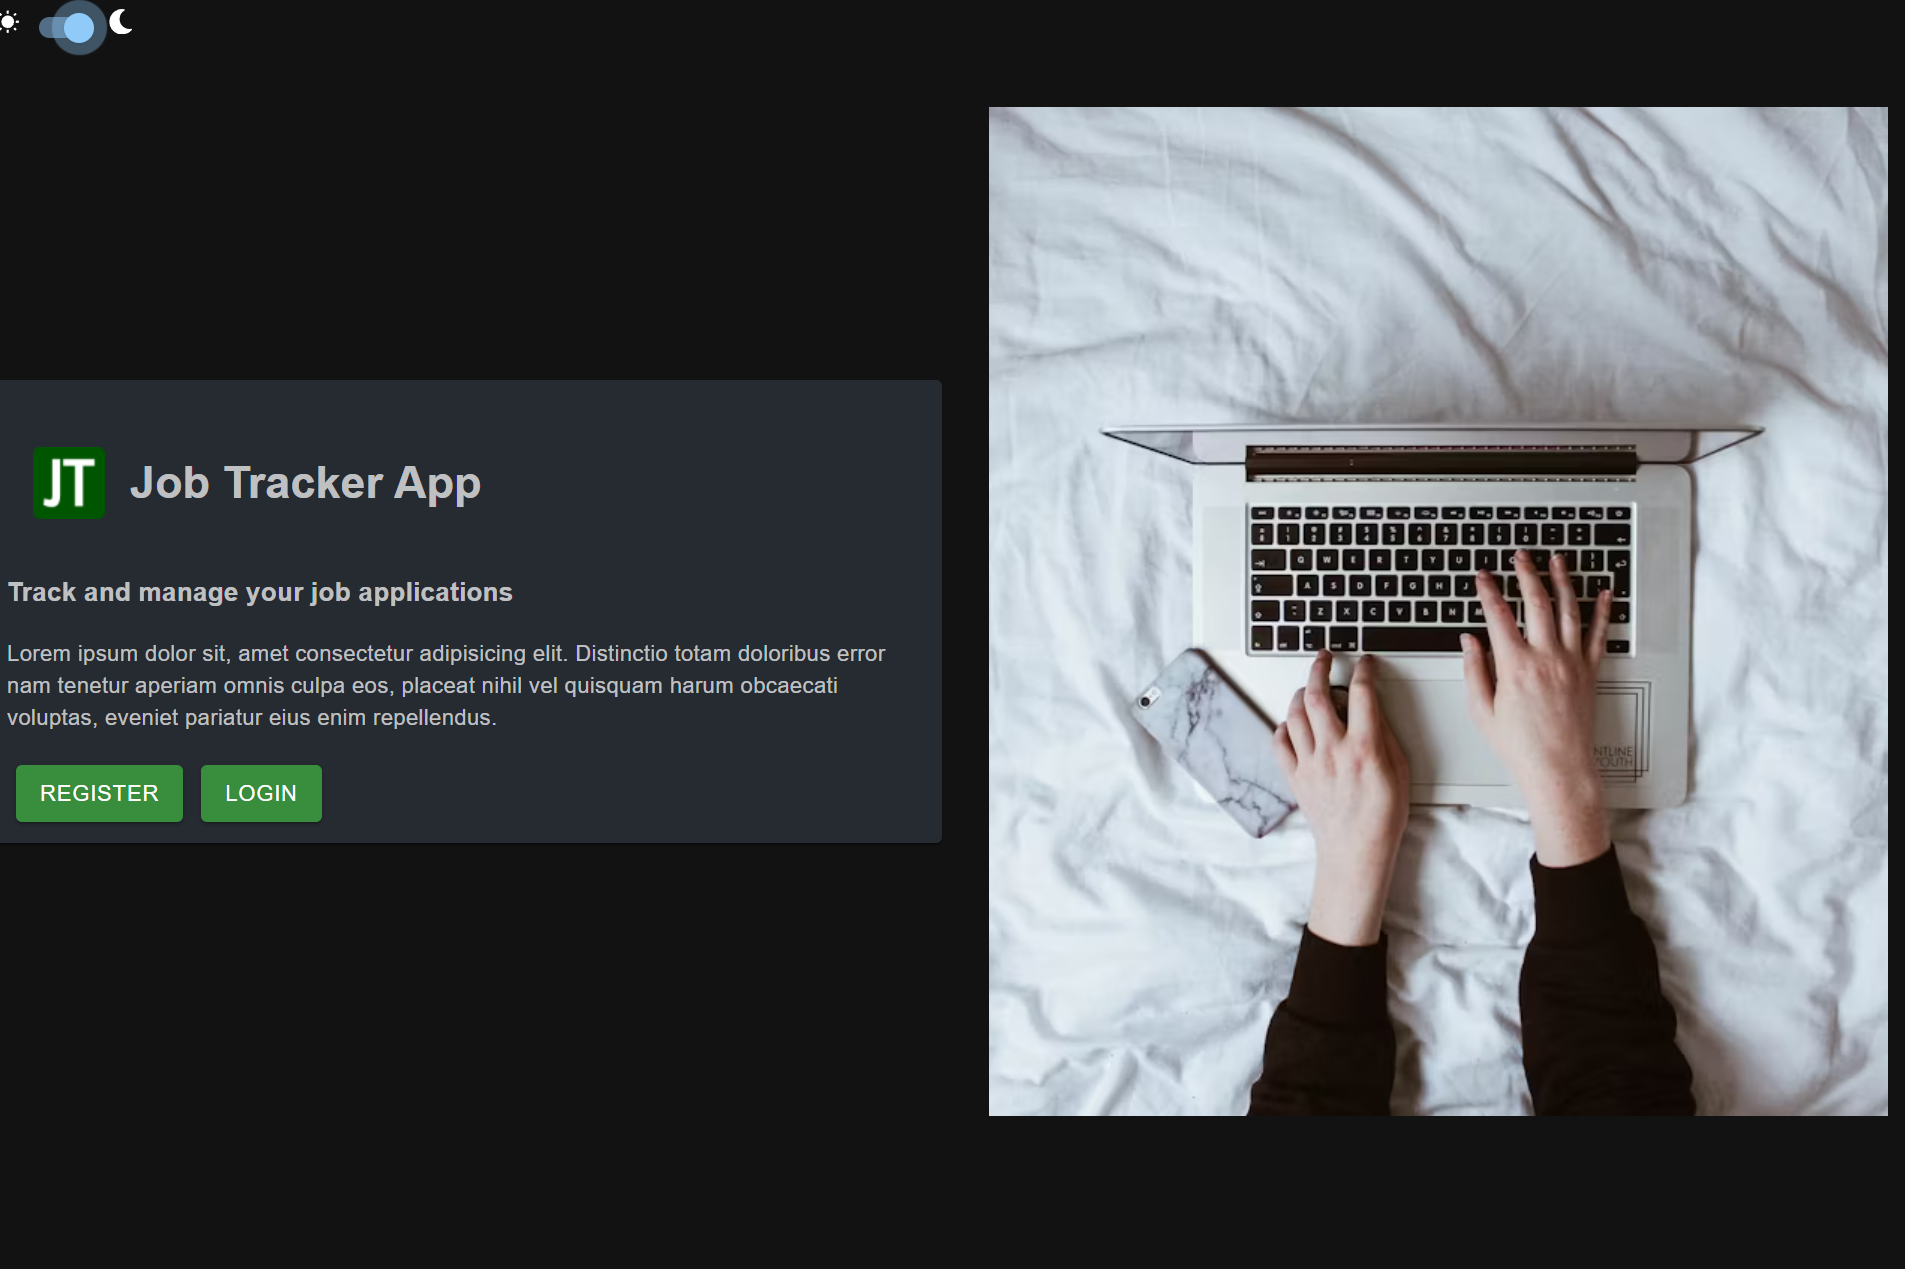 JT
Job Tracker App
Track and manage your job applications
Lorem ipsum dolor sit, amet consectetur adipisicing elit. Distinctio totam doloribus error
nam tenetur aperiam omnis culpa eos, placeat nihil vel quisquam harum obcaecati
voluptas, eveniet pariatur eius enim repellendus.
REGISTER
LOGIN
Q W E R T Y U I
A S D F G H J
Z X C V B N M